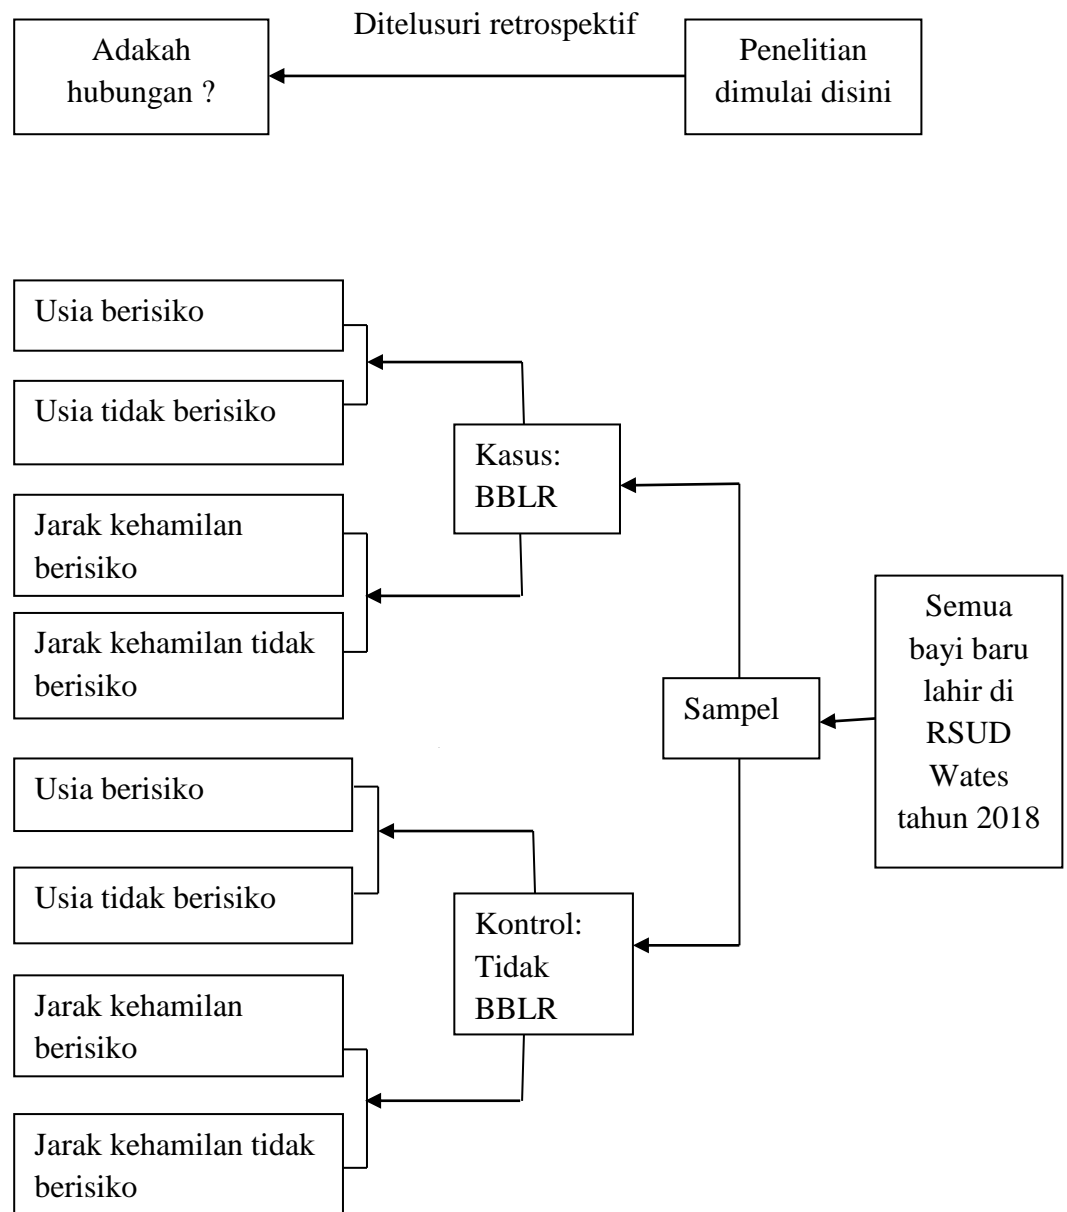 Ditelusuri retrospektif
Adakah
hubungan ?
Penelitian
dimulai disini
Usia berisiko
Usia tidak berisiko
Jarak kehamilan
berisiko
Jarak kehamilan tidak
berisiko
Kasus:
BBLR
Usia berisiko
Usia tidak berisiko
Jarak kehamilan
berisiko
Jarak kehamilan tidak
berisiko
Kontrol:
Tidak
BBLR
Sampel
Semua
bayi baru
lahir di
RSUD
Wates
tahun 2018